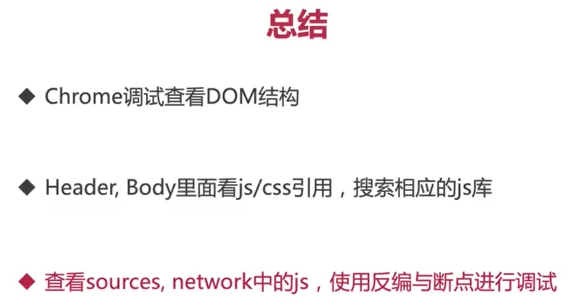 总结
◆ Chrome调试查看DOM结构
◆ Header, Body里面看js/css引用，搜索相应的js库
◆ 查看sources, network中的js，使用反编与断点进行调试